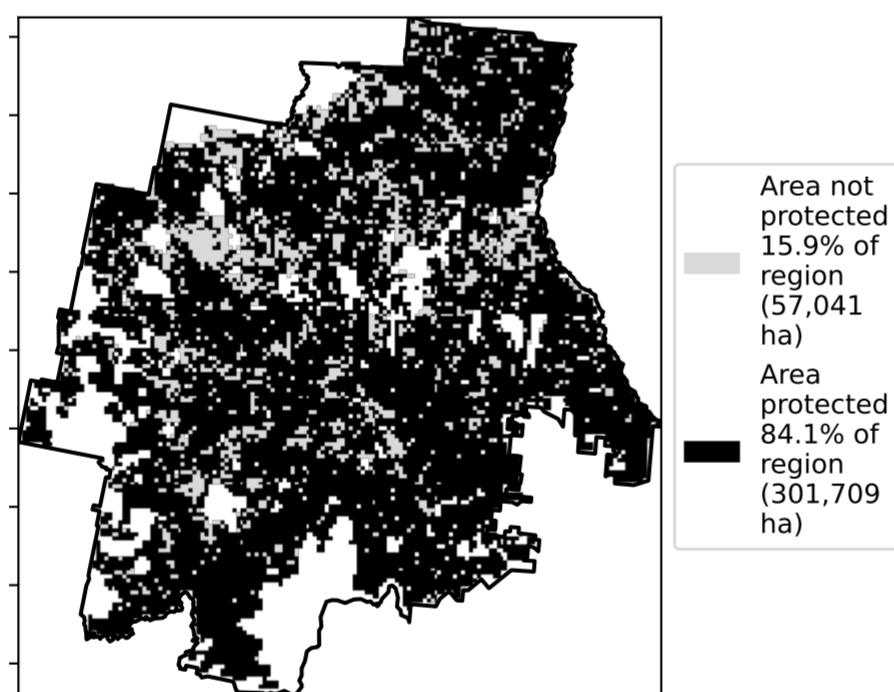 Area not
protected
15.9% of
region
(57,041
ha)
Area
protected
84.1% of
region
(301,709
ha)